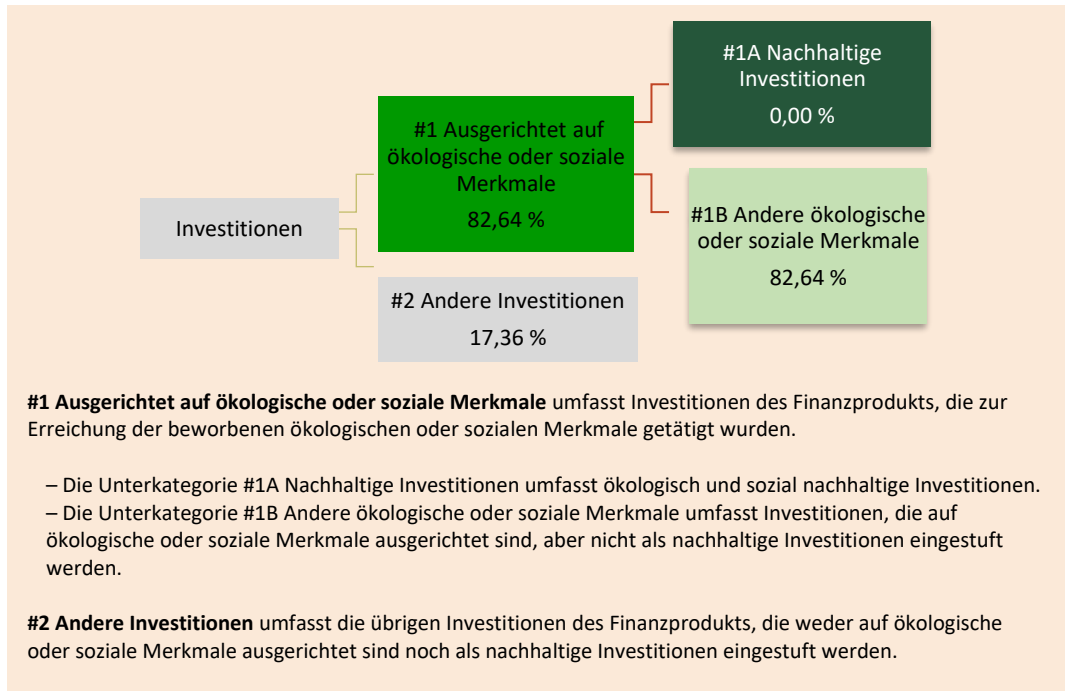 #1A Nachhaltige
Investitionen
0,00 %
#1 Ausgerichtet auf
ökologische oder soziale
Merkmale
82,64 %
Investitionen
#1B Andere ökologische
oder soziale Merkmale
82,64 %
#2 Andere Investitionen
17,36 %
#1 Ausgerichtet auf ökologische oder soziale Merkmale umfasst Investitionen des Finanzprodukts, die zur
Erreichung der beworbenen ökologischen oder sozialen Merkmale getätigt wurden.
– Die Unterkategorie #1A Nachhaltige Investitionen umfasst ökologisch und sozial nachhaltige Investitionen.
– Die Unterkategorie #1B Andere ökologische oder soziale Merkmale umfasst Investitionen, die auf
ökologische oder soziale Merkmale ausgerichtet sind, aber nicht als nachhaltige Investitionen eingestuft
werden.
#2 Andere Investitionen umfasst die übrigen Investitionen des Finanzprodukts, die weder auf ökologische
oder soziale Merkmale ausgerichtet sind noch als nachhaltige Investitionen eingestuft werden.